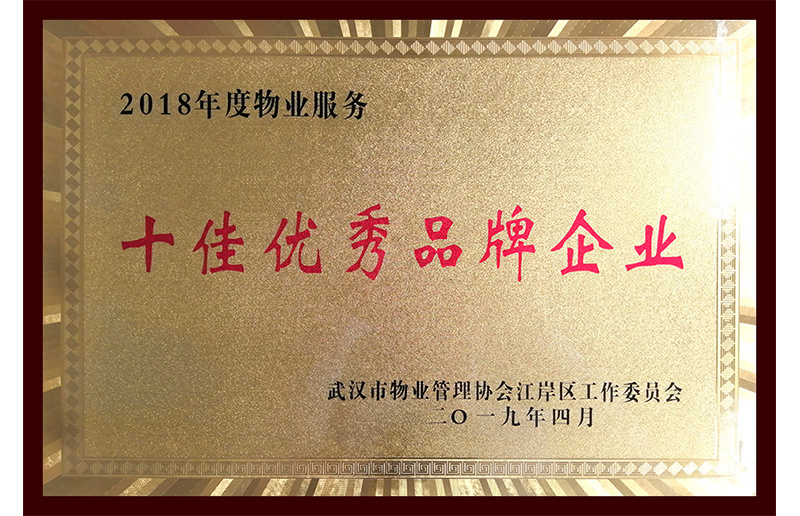 2018年度物业服务
十佳优秀品牌企业
武汉市物业管理协会江岸区工作委员会
二〇一九年四月